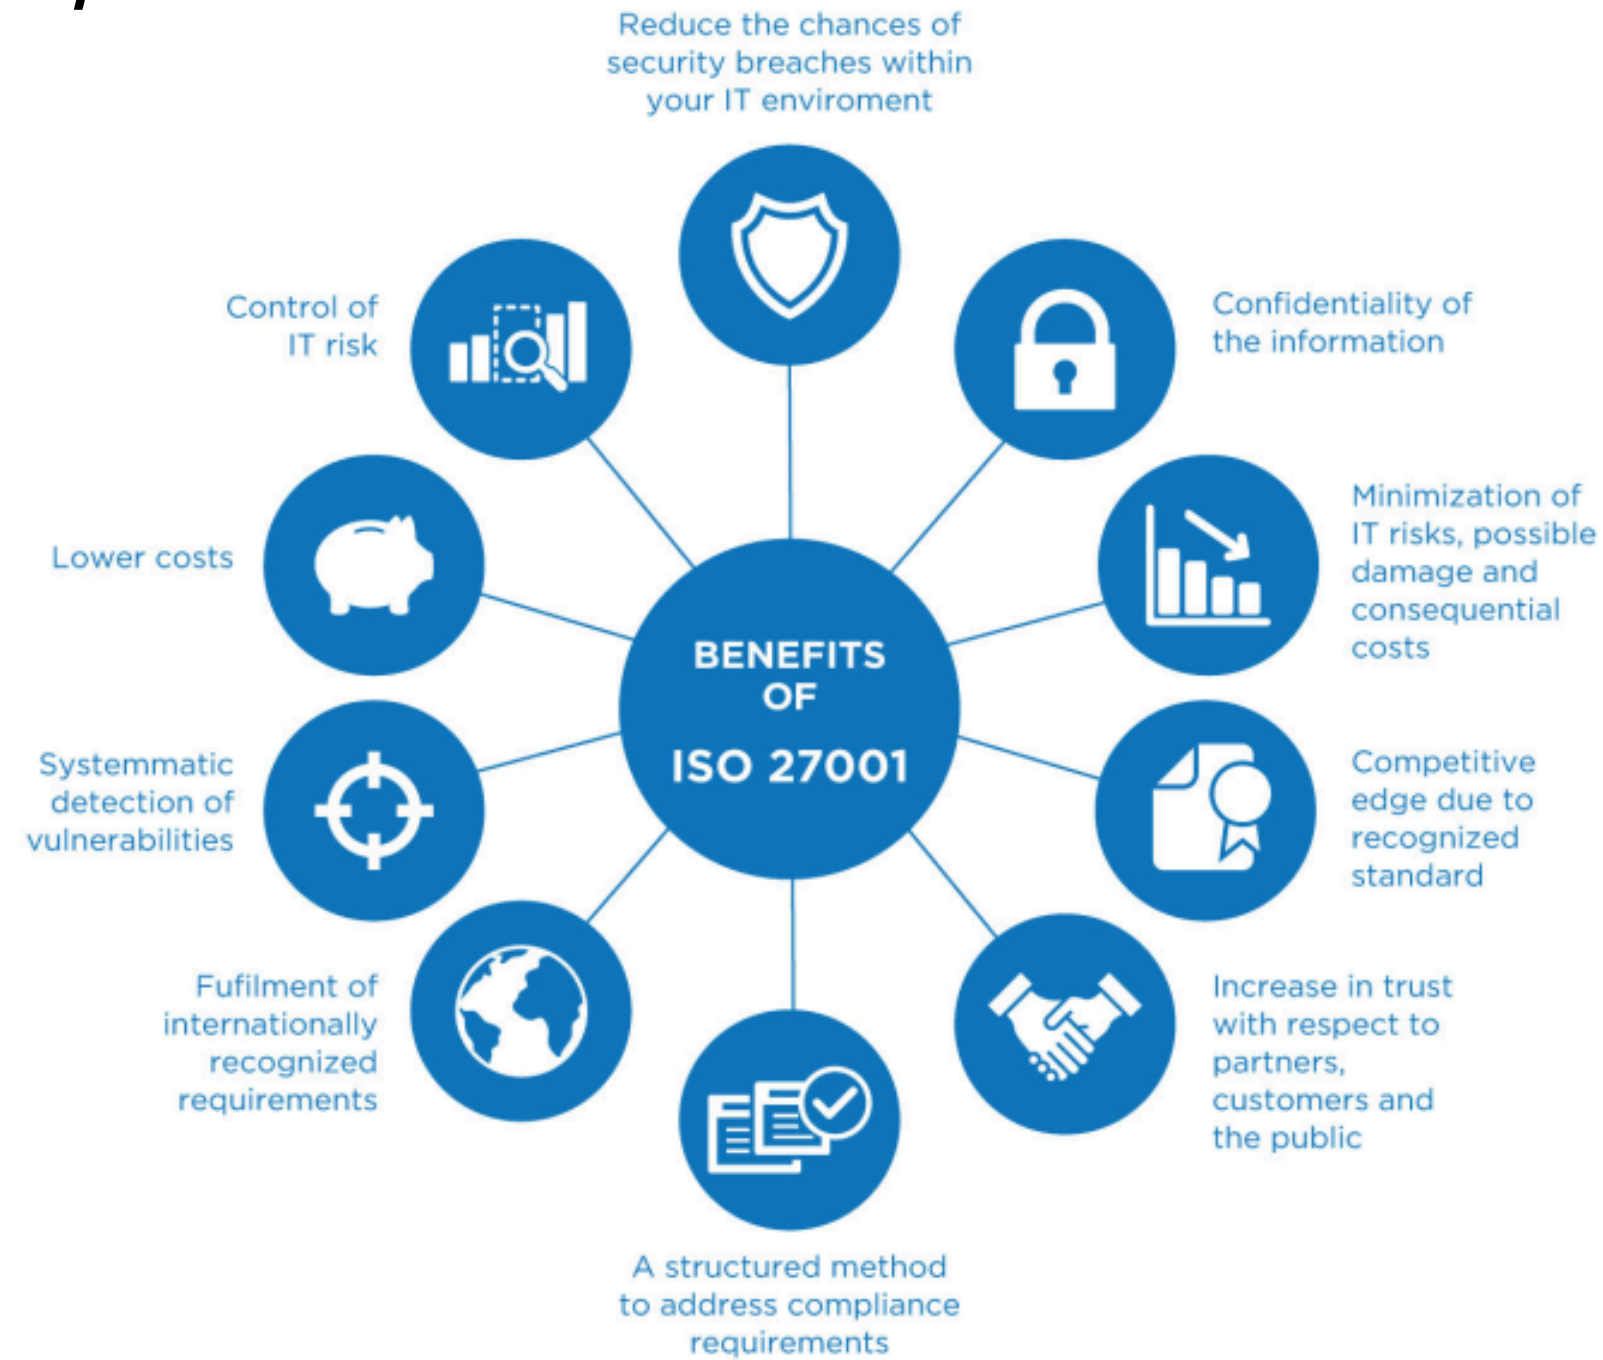 Reduce the chances of
security breaches within
your IT enviroment
Confidentiality of
the information
Minimization of
IT risks, possible
damage and
consequential
costs
Competitive
edge due to
recognized
standard
Increase in trust
with respect to
partners,
customers and
the public
A structured method
to address compliance
requirements
Fufilment of
internationally
recognized
requirements
Systemmatic
detection of
vulnerabilities
Lower costs
Control of
IT risk
BENEFITS
OF
ISO 27001